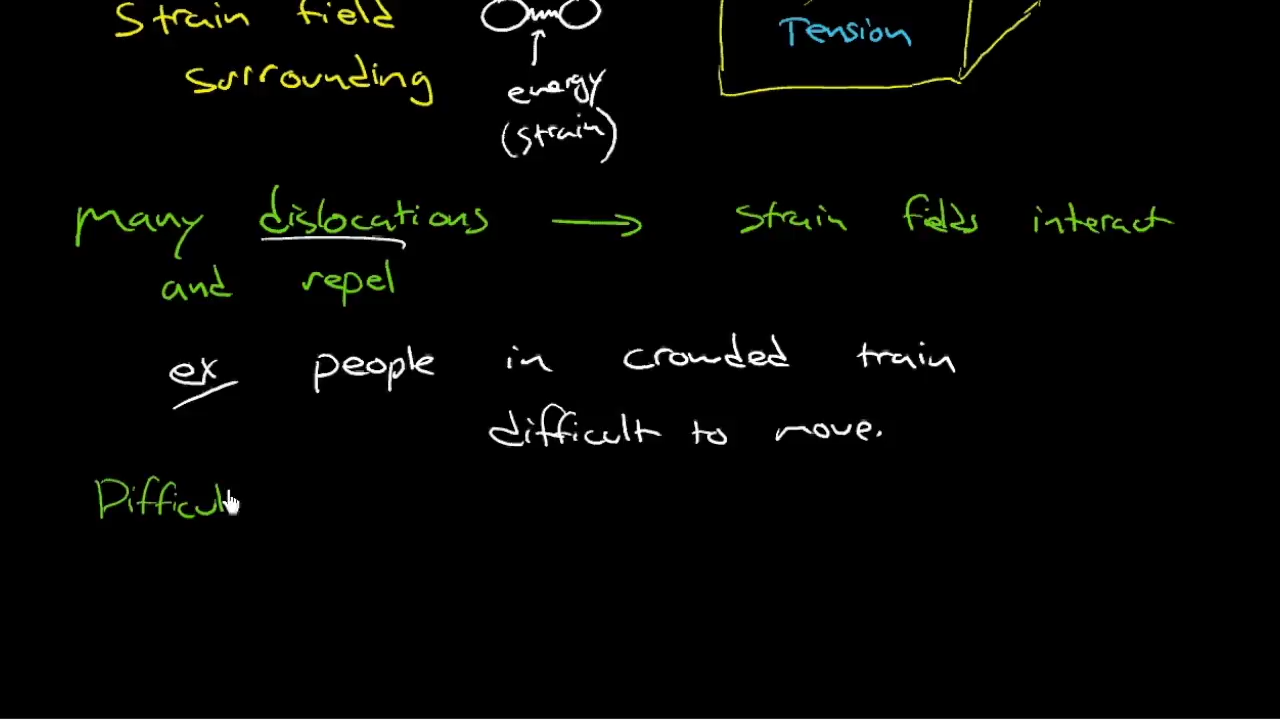 Strain field
surrounding
energy
(strain)
Tension
Many dislocations → strain fields interact
and repel
ex people in crowded train
difficult to move.
Difficul